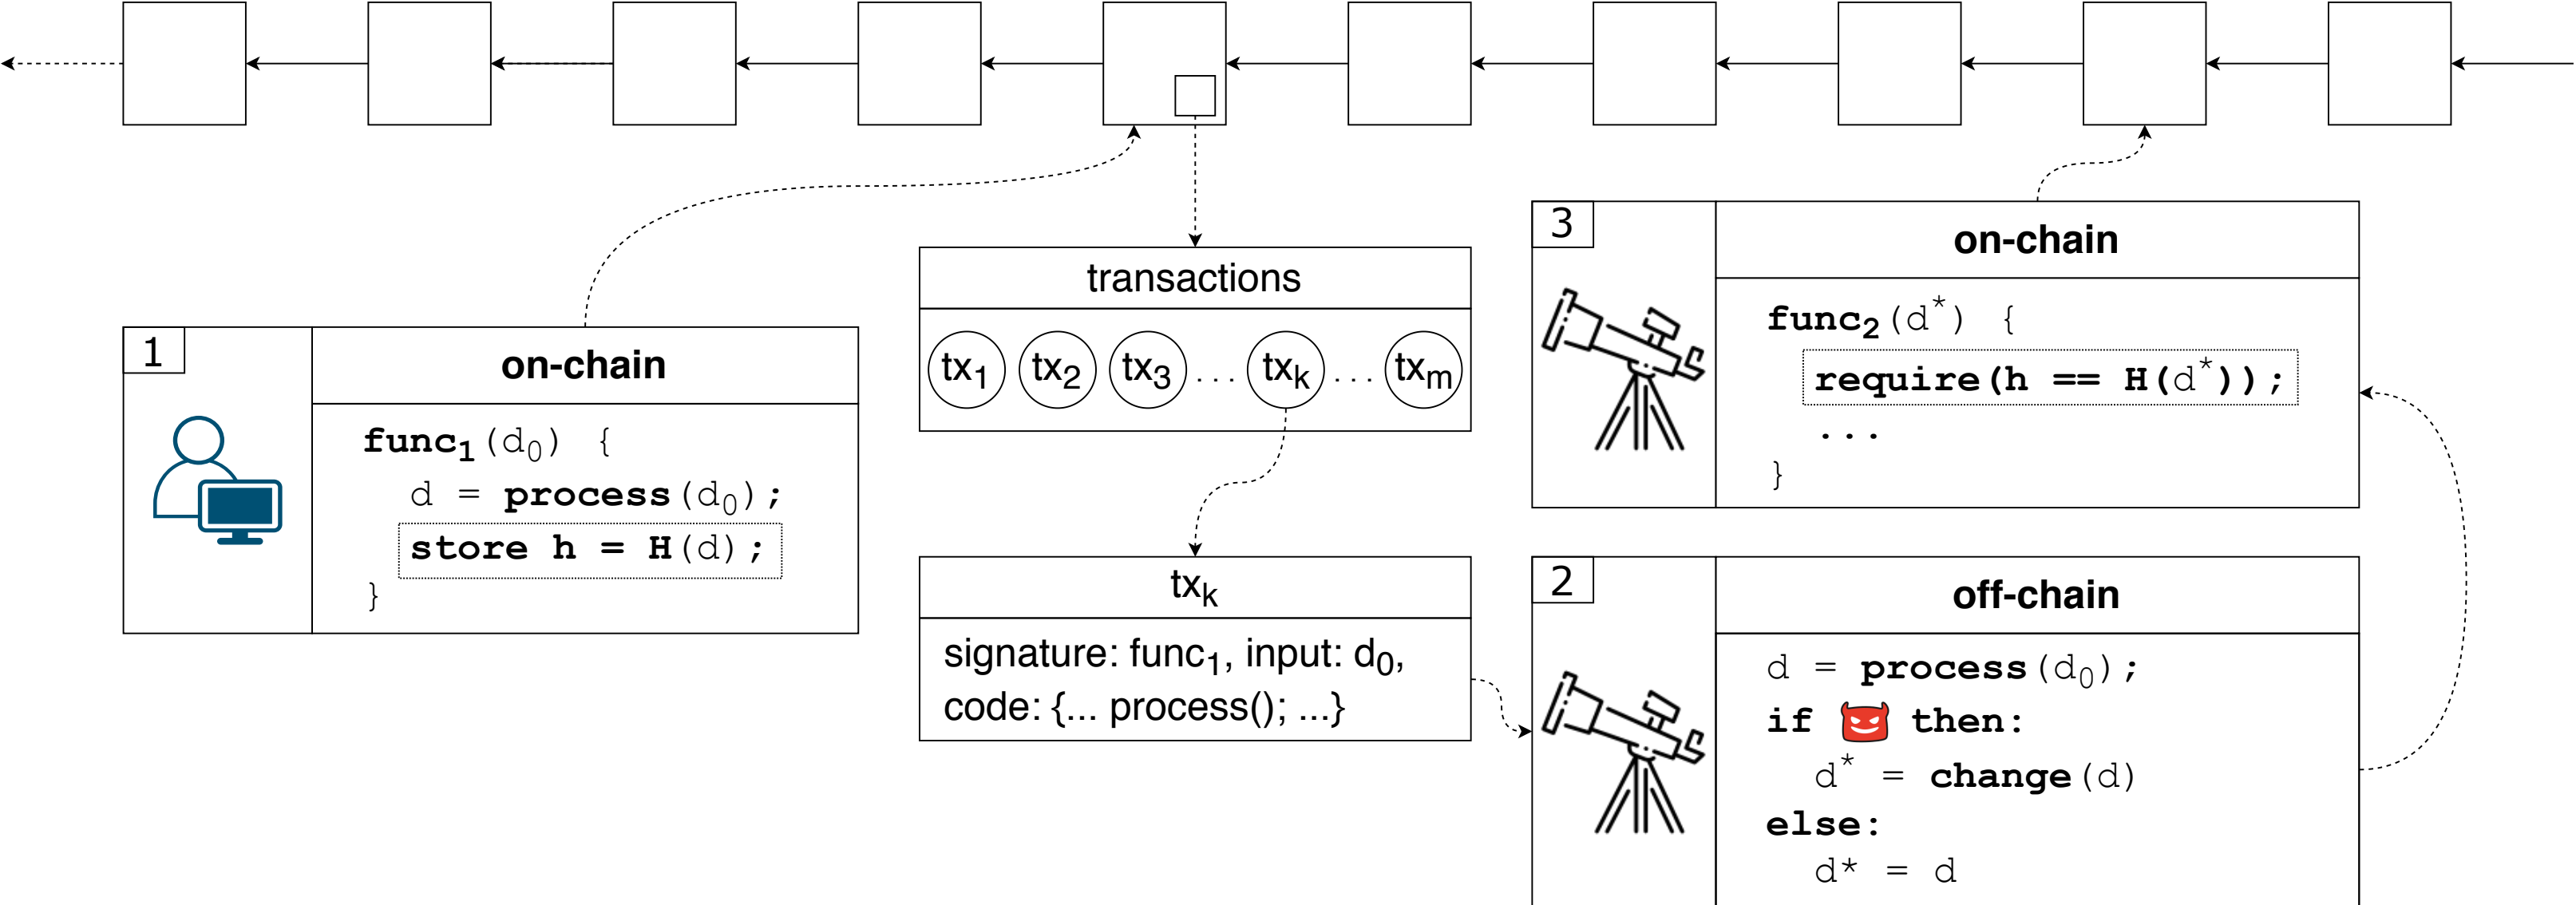 1
on-chain
func₁(d₀) {
d = process(d₀);
store h = H(d);
}
transactions
tx₁ tx₂ tx₃ ... txₖ ... txₘ
txₖ
signature: func₁, input: d₀,
code: {... process(); ...}
3
on-chain
func₂(d*) {
require(h == H(d*));
...
}
2
off-chain
d = process(d₀);
if then:
d* = change(d)
else:
d* = d